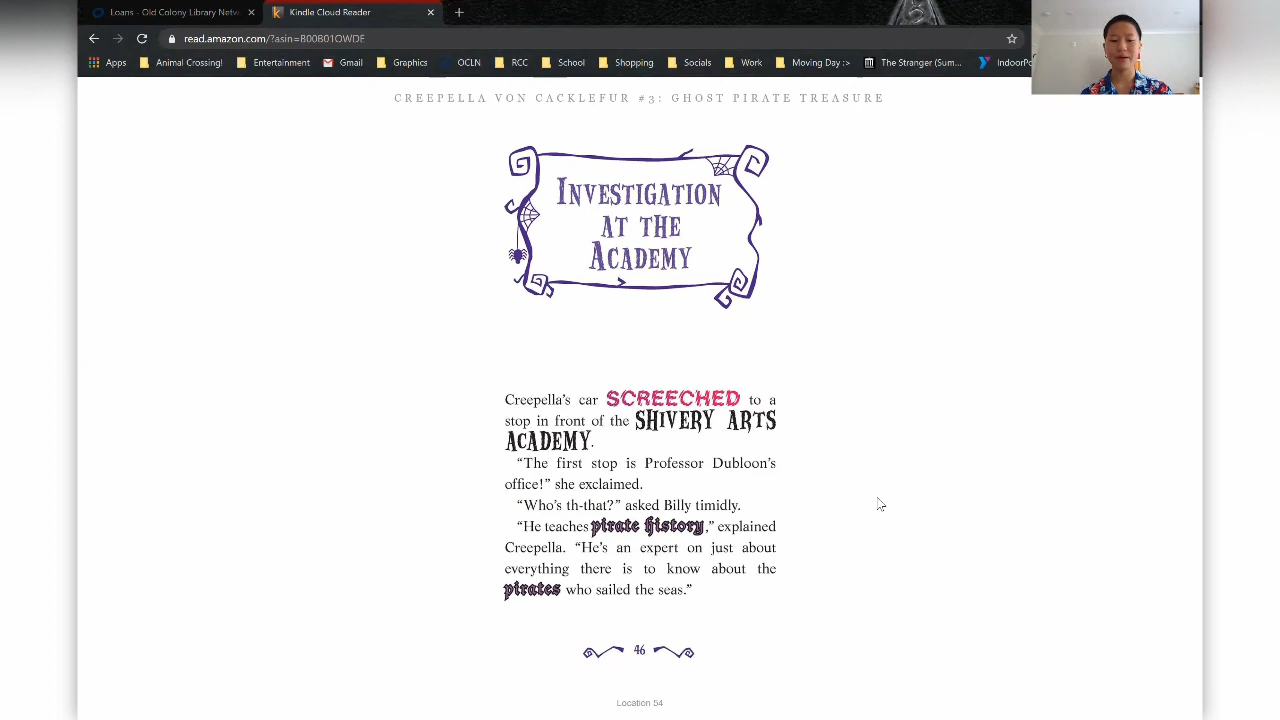 Loans - Old Colony Library Netw
Kindle Cloud Reader
read.amazon.com/?asin=B00B01OWDE
Apps Animal Crossing! Entertainment Gmail Graphics OCLN RCC School Shopping Socials Work Moving Day :> The Stranger (Sum... IndoorPo
CREEPELLA VON CACKLEFUR #3: GHOST PIRATE TREASURE
INVESTIGATION
AT THE
ACADEMY
Creepella's car SCREECHED to a
stop in front of the SHIVERY ARTS
ACADEMY.
"The first stop is Professor Dubloon's
office!" she exclaimed.
"Who's th-that?" asked Billy timidly.
"He teaches pirate history," explained
Creepella. "He's an expert on just about
everything there is to know about the
pirates who sailed the seas."
46
Location 54